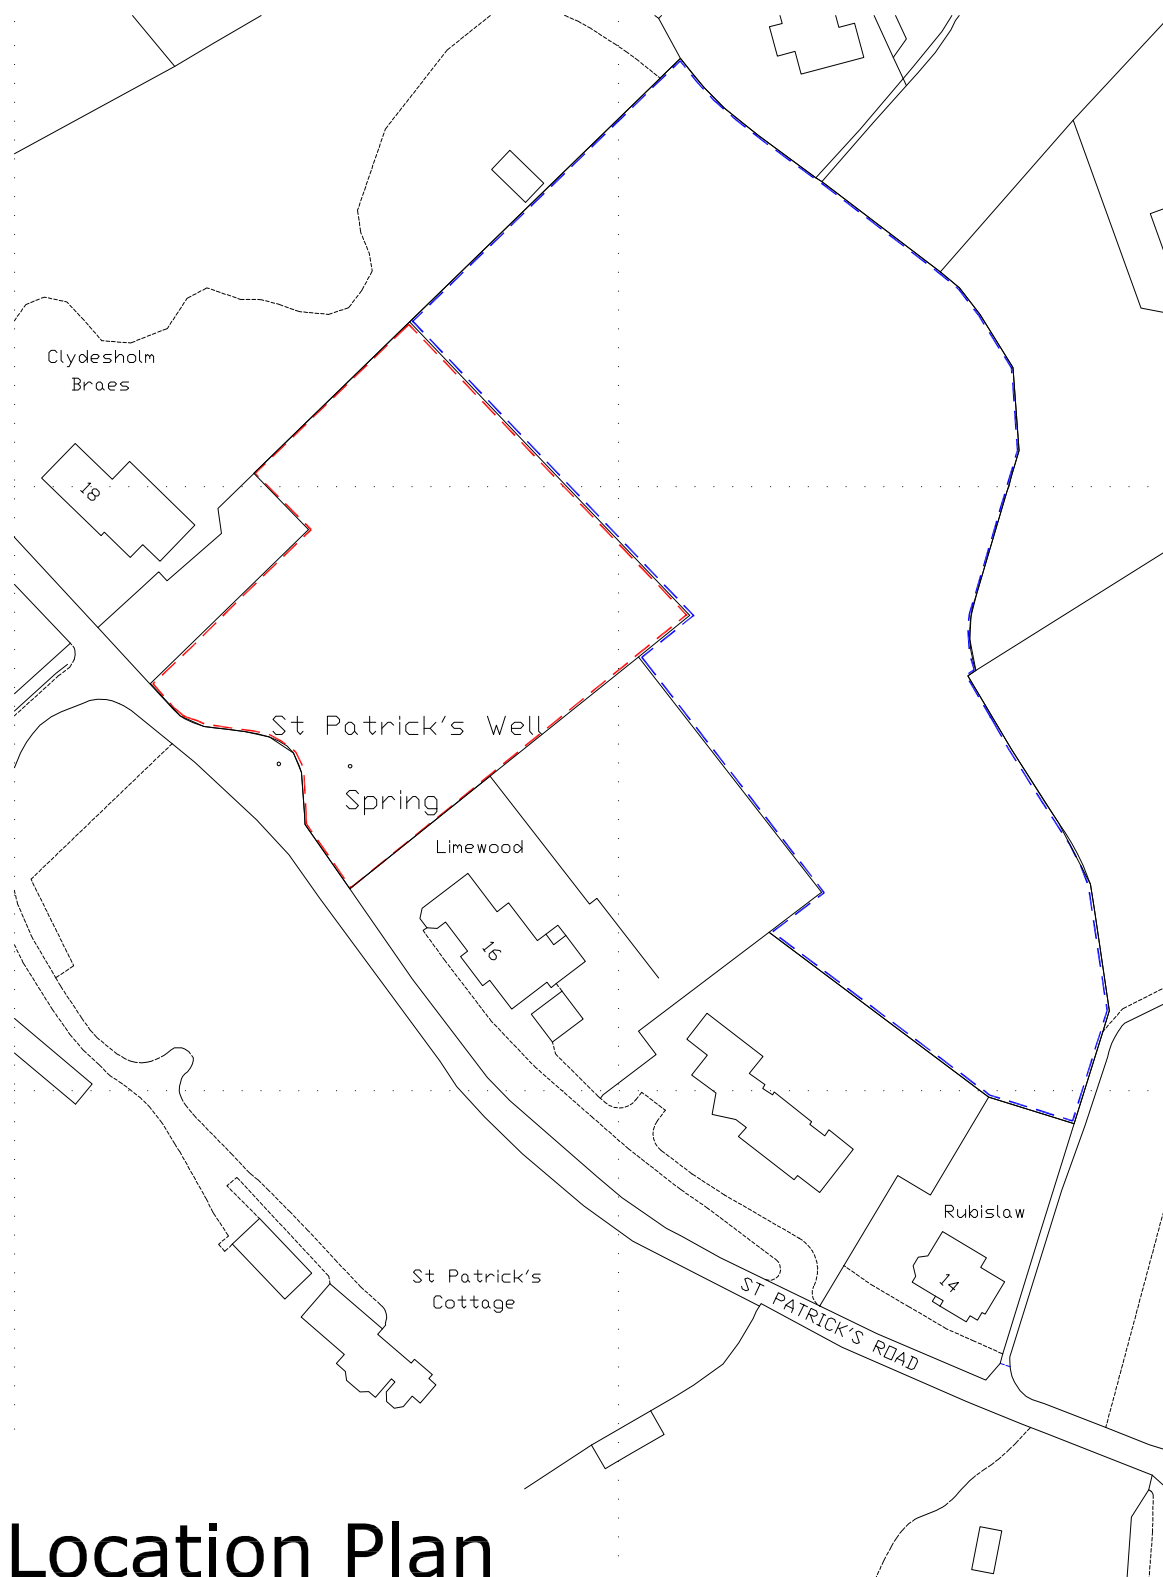 Clydesholm
Braes
18
St Patrick's Well
Spring
Limewood
16
Rubislaw
14
St Patrick's
Cottage
ST PATRICK'S ROAD
Location Plan